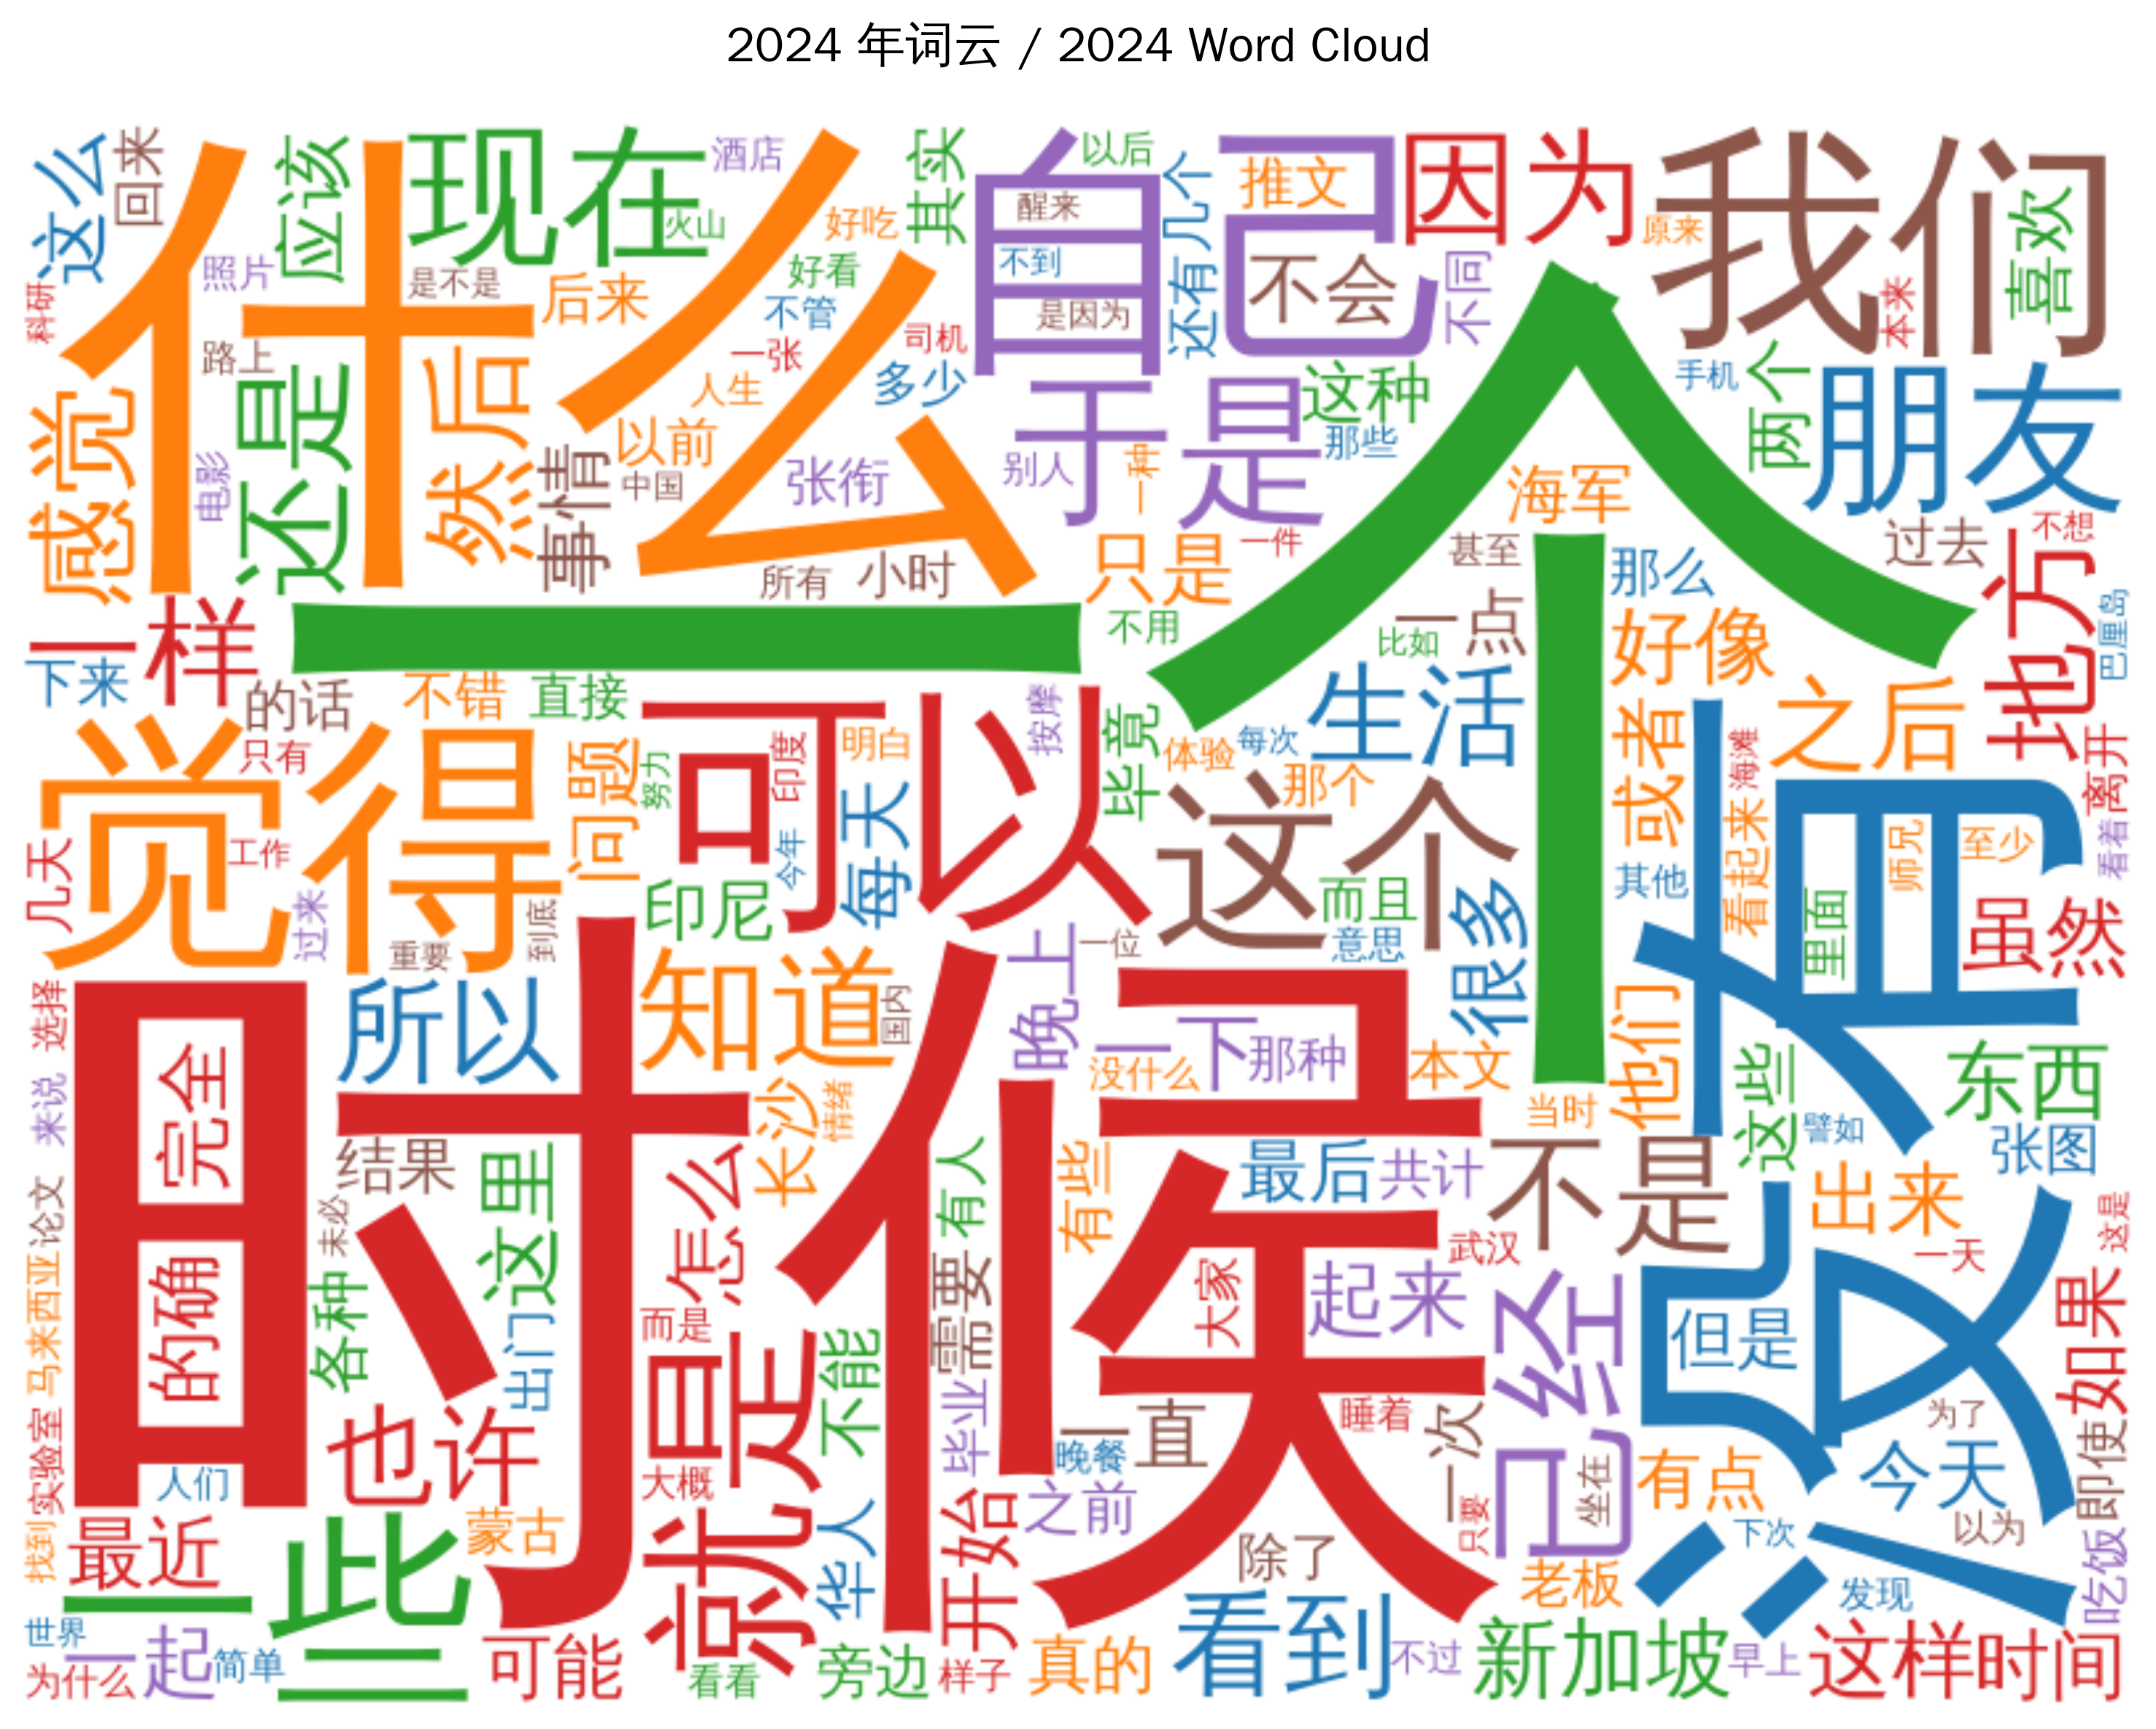 2024 年词云 / 2024 Word Cloud
这么
回来
应该
现在
酒店
其实
以后
推文
因为
我们
喜欢
什么
自己
醒来
几个
火山
好吃
原来
照片
是不是
后来
好看
不管
不到
还有
不会
不同
本来
科研
路上
一张
司机
是因为
人生
多少
这种
手机
两个
朋友
感觉
还是
然后
以前
于是
那些
电影
事情
中国
张衔
别人
一种
海军
一个
过去
不想
所有
小时
只是
一件
甚至
那么
地方
巴厘岛
一样
下来
不用
比如
一点
好像
的话
不错
直接
可以
按摩
毕竟
生活
或者
之后
只有
觉得
问题
努力
印度
明白
体验
每次
海滩
离开
几天
工作
今年
每天
这个
那个
看起来
没有
师兄
至少
看着
过来
重要
到底
印尼
而且
很多
其他
里面
虽然
一位
意思
选择
时候
完全
所以
知道
国内
晚上
一下
那种
没什么
本文
他们
东西
来说
长沙
情绪
当时
这些
譬如
张图
论文
结果
未必
这里
怎么
有人
有些
最后
共计
不是
出来
这是
武汉
一天
马来西亚
的确
各种
出门
而是
不能
需要
大家
起来
已经
但是
如果
实验室
也许
就是
毕业
一直
晚餐
睡着
一次
为了
即使
人们
大概
之前
只要
坐在
有点
今天
找到
最近
一些
蒙古
华人
开始
除了
老板
下次
以为
发现
吃饭
世界
一起
为什么
简单
可能
看看
旁边
样子
真的
看到
不过
新加坡
早上
这样
时间